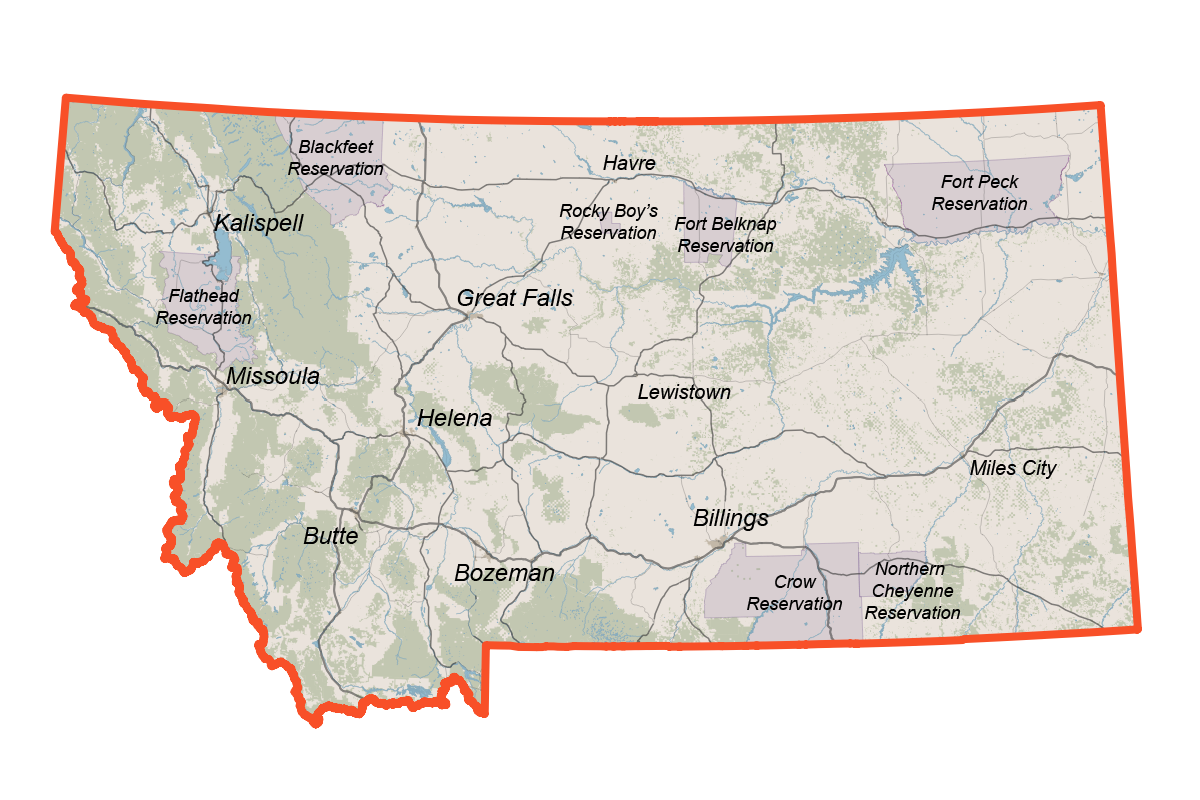 Blackfeet
Reservation
Havre
Fort Peck
Reservation
Kalispell
Rocky Boy's
Reservation
Fort Belknap
Reservation
Flathead
Reservation
Great Falls
Missoula
Lewistown
Helena
Miles City
Butte
Billings
Bozeman
Crow
Reservation
Northern
Cheyenne
Reservation